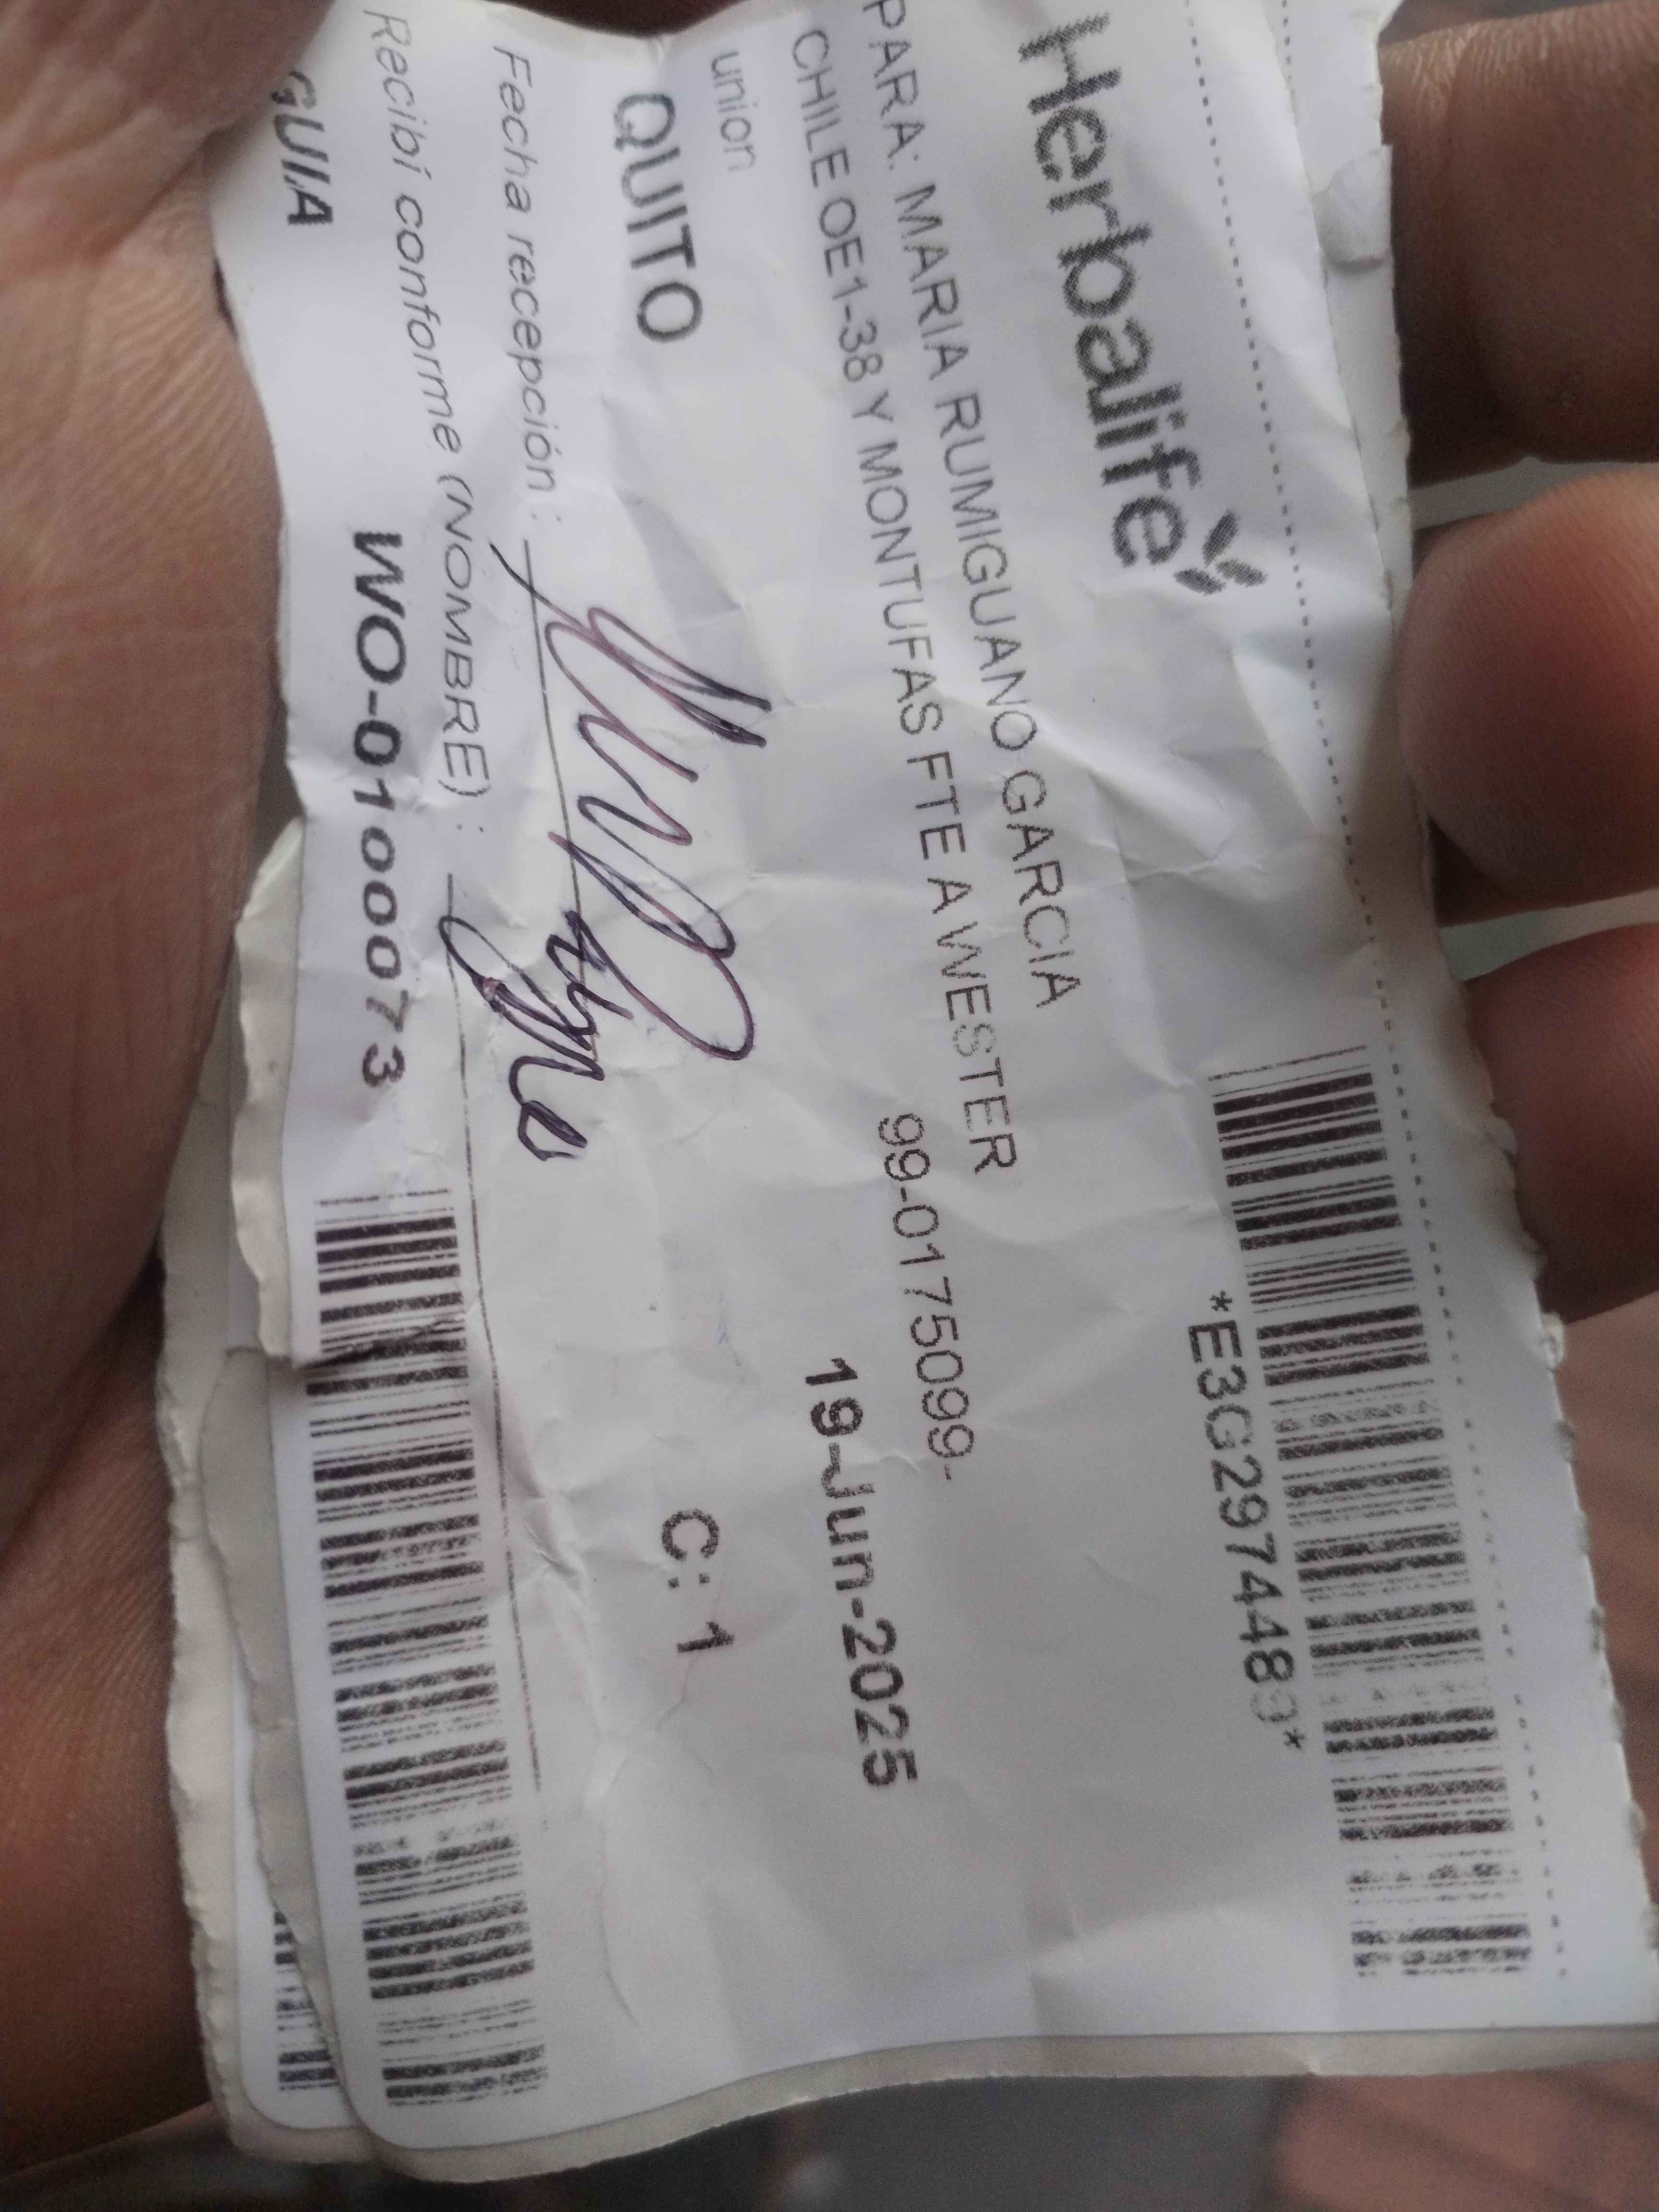 Herbalife
*E3G2974489*
PARA: MARIA RUMIGUANO GARCIA
CHILE OE1-38 Y MONTUFAS FTE A WESTER
union
99-0175099-
19-Jun-2025
QUITO
C: 1
Fecha recepción :
Recibí conforme (NOMBRE) :
GUIA
WO-0100073